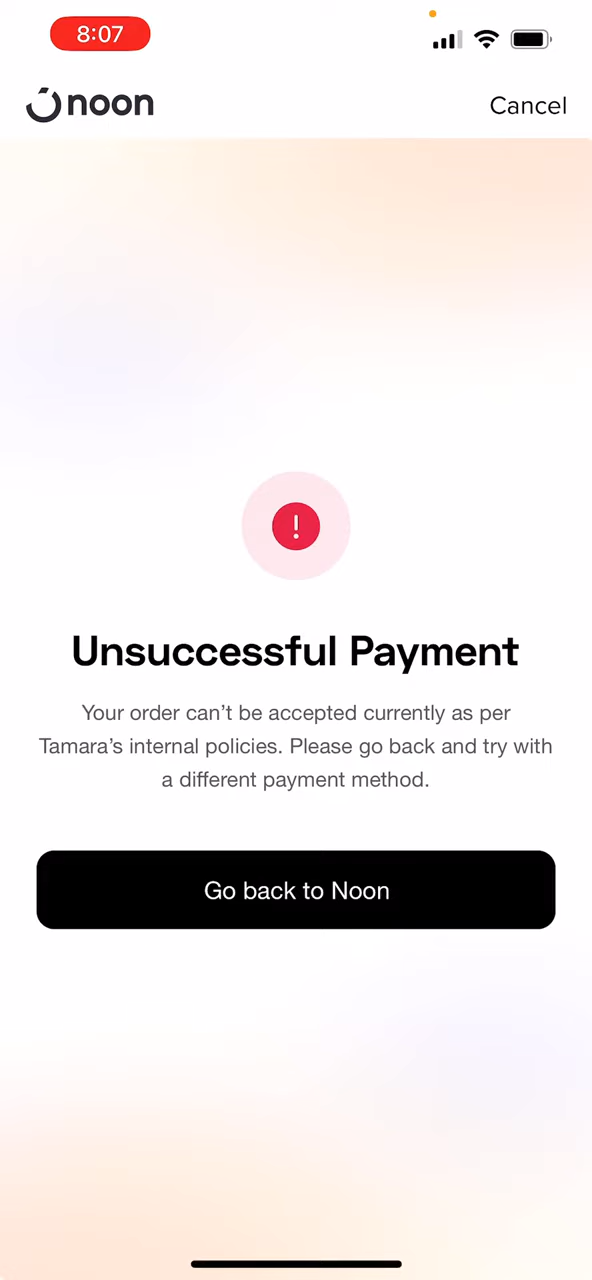 8:07
noon
Cancel
Unsuccessful Payment
Your order can’t be accepted currently as per
Tamara’s internal policies. Please go back and try with
a different payment method.
Go back to Noon